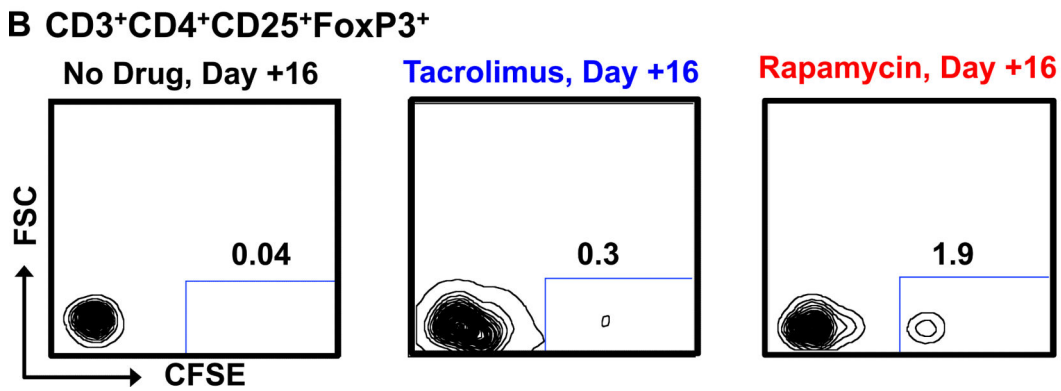 B CD3⁺CD4⁺CD25⁺FoxP3⁺
No Drug, Day +16
Tacrolimus, Day +16
Rapamycin, Day +16
FSC
0.04
0.3
1.9
CFSE